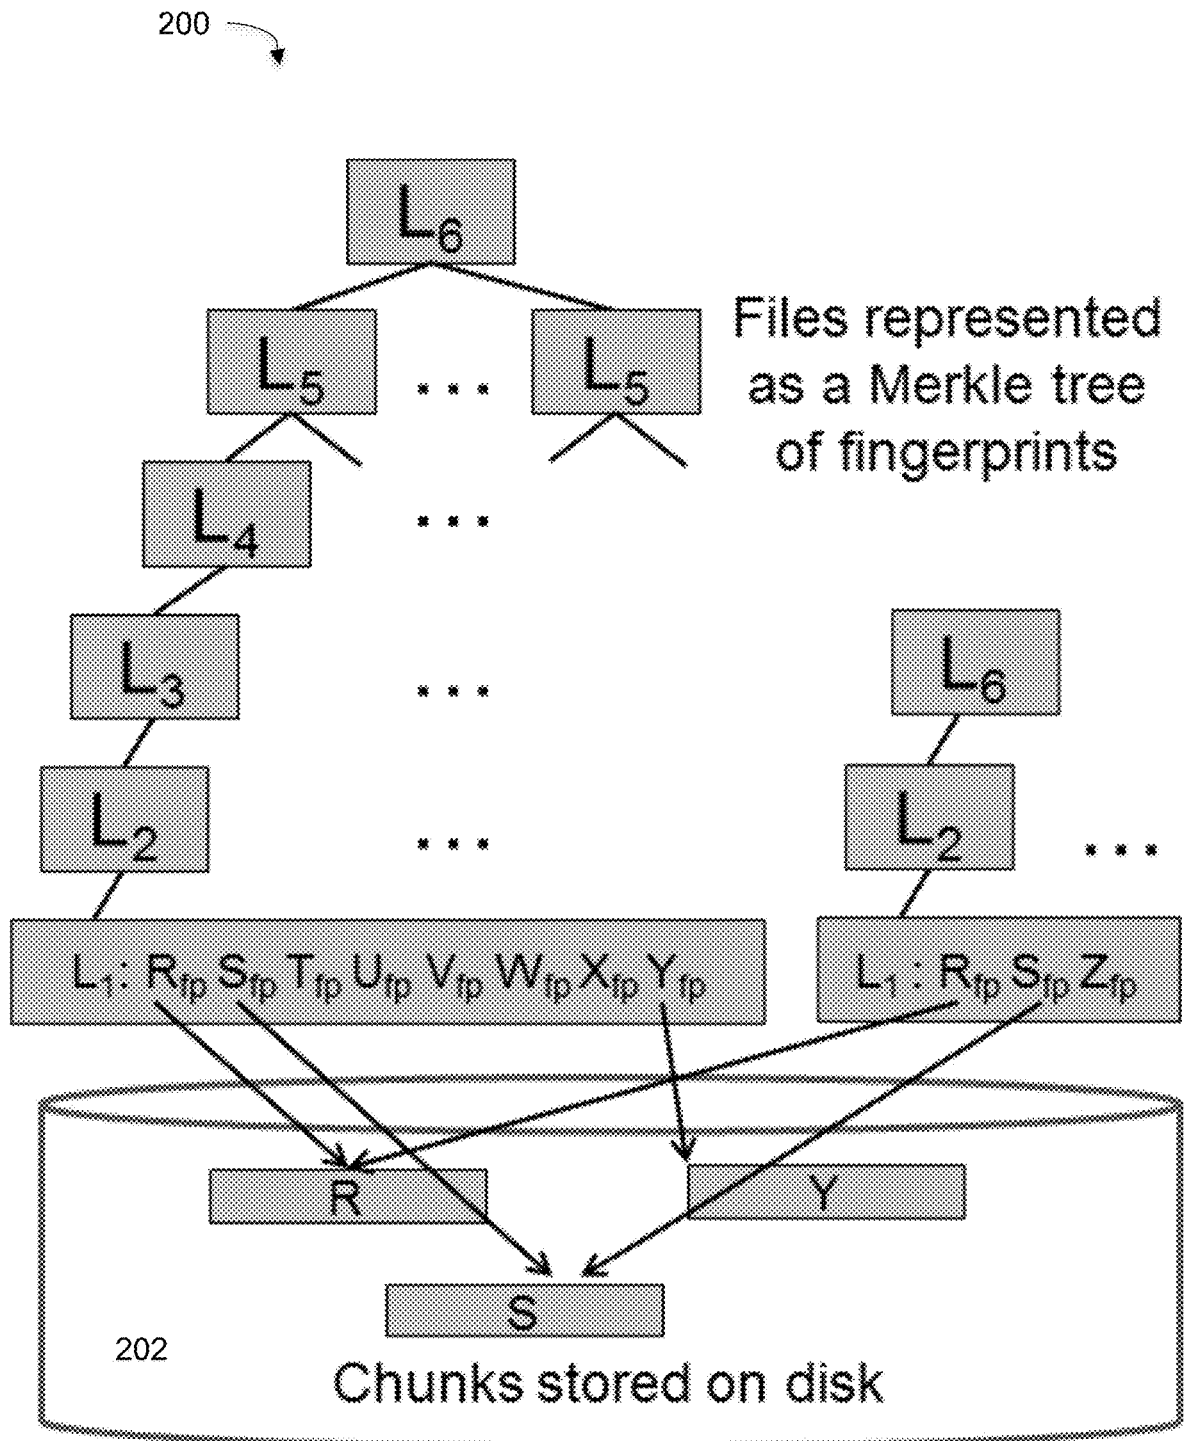 200
L6
L5 ... L5
Files represented
as a Merkle tree
of fingerprints
L4 ...
L3 ...
L6
L2 ...
L2 ...
L1: Rfp Sfp Tfp Ufp Vfp Wfp Xfp Yfp
L1 : Rfp Sfp Zfp
R
Y
S
202
Chunks stored on disk